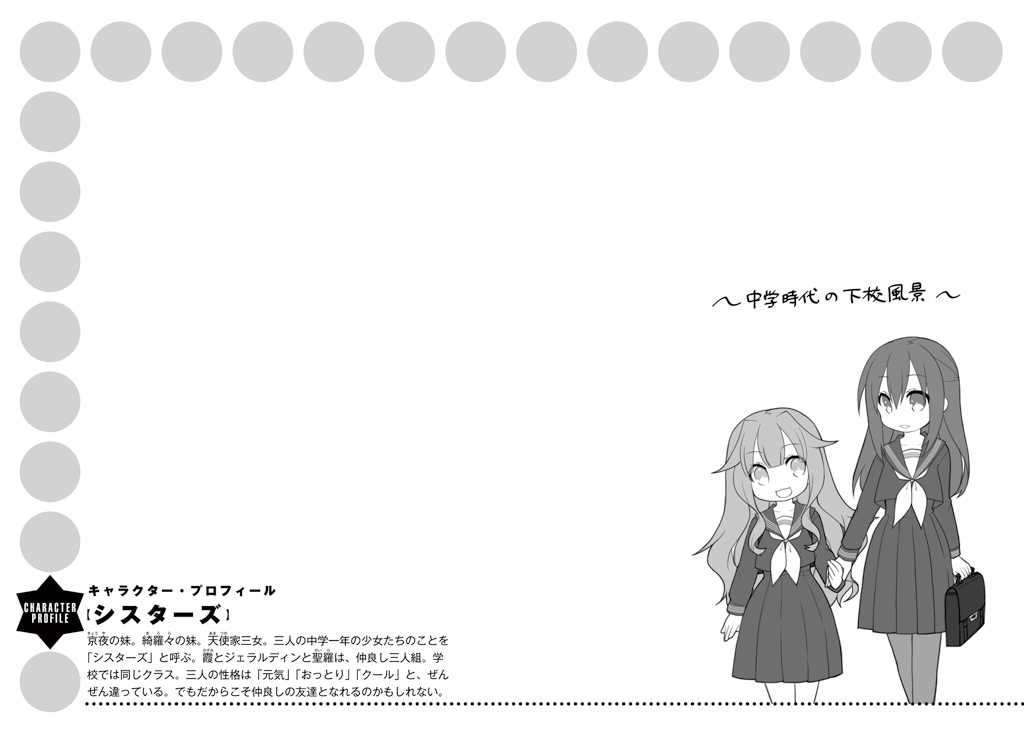 ～中学時代の下校風景～
CHARACTER
PROFILE
キャラクター・プロフィール
【シスターズ】
京夜の妹。綺羅々の妹。天使家三女。三人の中学一年の少女たちのことを
「シスターズ」と呼ぶ。霞とジェラルディンと聖羅は、仲良し三人組。学
校では同じクラス。三人の性格は「元気」「おっとり」「クール」と、ぜん
ぜん違っている。でもだからこそ仲良しの友達となれるのかもしれない。